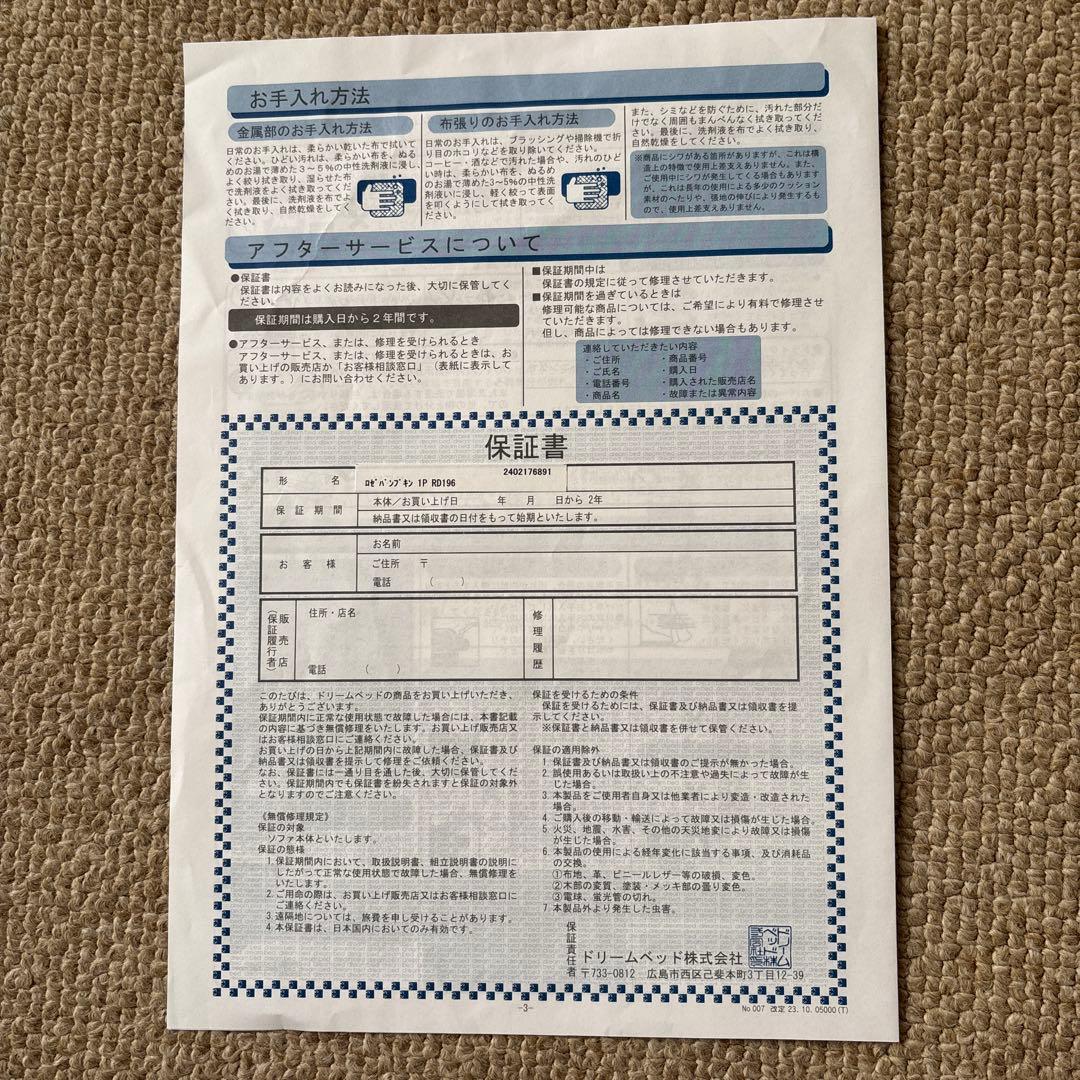 お手入れ方法
金属部のお手入れ方法
日常のお手入れは、柔らかい乾いた布で拭いて
ください。ひどい汚れは、柔らかい布を、ぬる
めのお湯で薄めた3～5%の中性洗剤液に浸し、
よく絞り拭き取り、湿らせた布
で洗剤液をよく拭き取ってくだ
さい。最後に、洗剤液を布でよ
く拭き取り、自然乾燥をしてく
ださい。
布張りのお手入れ方法
日常のお手入れは、ブラッシングや掃除機で折
り目のホコリなどを取り除いてください。
コーヒー・酒などで汚れた場合や、汚れのひど
い時は、柔らかい布を、ぬるめ
のお湯で薄めた3~5%の中性洗
剤液いに浸し、軽く絞って表面
を叩くようにして拭き取ってく
ださい。
また、シミなどを防ぐために、汚れた部分だ
けでなく周囲もまんべんなく拭き取ってくだ
さい。最後に、洗剤液を布でよく拭き取り、
自然乾燥をしてください。
※商品にシワがある箇所がありますが、これは構
造上の特徴で使用上差支えありません。また、
ご使用中にシワが発生してくる場合もあります
が、これは長年の使用による多少のクッション
素材のへたりや、張地の伸びにより発生するも
ので、使用上差支えありません。
アフターサービスについて
●保証書
保証書は内容をよくお読みになった後、大切に保管してく
ださい。
保証期間は購入日から2年間です。
●アフターサービス、または、修理を受けられるとき
アフターサービス、または、修理を受けられるときは、お
買い上げの販売店か「お客様相談窓口」(表紙に表示して
あります。)にお問い合わせください。
■保証期間中は
保証書の規定に従って修理させていただきます。
■保証期間を過ぎているときは
修理可能な商品については、ご希望により有料で修理させ
ていただきます。
但し、商品によっては修理できない場合もあります。
連絡していただきたい内容
・ご住所 ・商品番号
・ご氏名 ・購入日
・電話番号 ・購入された販売店名
・商品名 ・故障または異常内容
保証書
2402176891
形名 ﾛｾﾞﾊﾟﾝﾌﾟｷﾝ 1P RD196
保証期間 本体／お買い上げ日 年 月 日から 2年
納品書又は領収書の日付をもって始期といたします。
お客様
お名前
ご住所 〒
電話 ( )
販売店
(保証履行者)
住所・店名
電話 ( )
修理履歴
このたびは、ドリームベッドの商品をお買い上げいただき、
ありがとうございます。
保証期間内に正常な使用状態で故障した場合には、本書記載
の内容に基づき無償修理をいたします。お買い上げ販売店又
はお客様相談窓口にご連絡ください。
お買い上げの日から上記期間内に故障した場合、保証書及び
納品書又は領収書を提示して修理をご依頼ください。
なお、保証書には一通り目を通した後、大切に保管してくだ
さい。保証期間内でも保証書を紛失されますと保証の対象外
となりますのでご注意ください。
《無償修理規定》
保証の対象
ソファ本体といたします。
保証の態様
1. 保証期間内において、取扱説明書、組立説明書の説明に
したがって正常な使用状態で故障した場合、無償修理を
いたします。
2. ご用命の際は、お買い上げ販売店又はお客様相談窓口に
ご連絡ください。
3. 遠隔地については、旅費を申し受けることがあります。
4 本保証書は、日本国内においてのみ有効です。
保証を受けるための条件
保証を受けるためには、保証書及び納品書又は領収書を提
示してください。
※保証書と納品書又は領収書を併せて保管ください。
保証の適用除外
1. 保証書及び納品書又は領収書のご提示が無かった場合。
2. 誤使用あるいは取扱い上の不注意や過失によって故障が生
じた場合。
3. 本製品をご使用者自身又は他業者により変造・改造された
場合。
4. ご購入後の移動・輸送によって故障又は損傷が生じた場合。
5. 火災、地震、水害、その他の天災地変により故障又は損傷
が生じた場合。
6. 本製品の使用による経年変化に該当する事項、及び消耗品
の交換。
①布地、革、ビニールレザー等の破損、変色。
②木部の変質、塗装・メッキ部の曇り変色。
③電球、蛍光管の切れ。
7. 本製品外より発生した虫害。
保証責任者
ドリームベッド株式会社
〒733-0812 広島市西区己斐本町3丁目12-39
-3-
No.007 改定 23. 10. 05000(T)